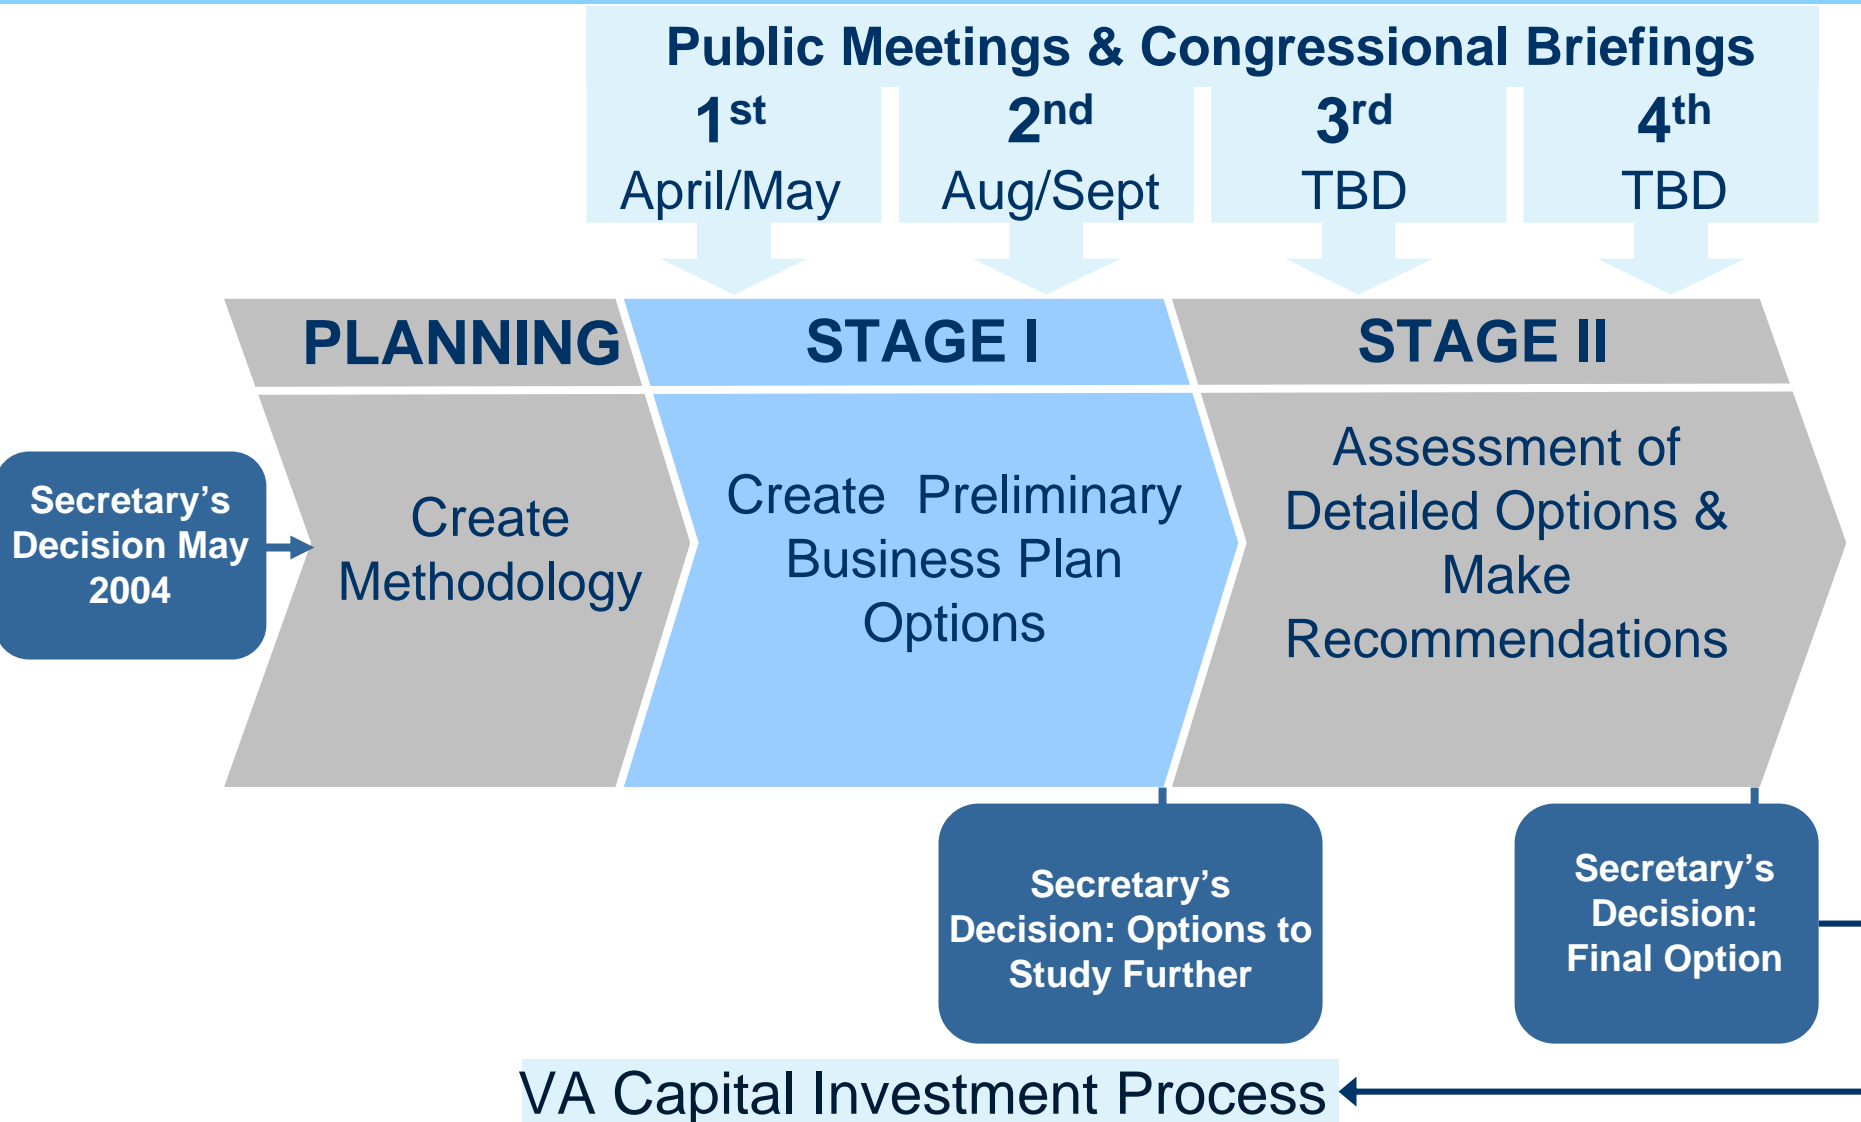 Public Meetings & Congressional Briefings
1st
April/May
2nd
Aug/Sept
3rd
TBD
4th
TBD
PLANNING
STAGE I
STAGE II
Secretary’s
Decision May
2004
Create
Methodology
Create Preliminary
Business Plan
Options
Assessment of
Detailed Options &
Make
Recommendations
Secretary’s
Decision: Options to
Study Further
Secretary’s
Decision:
Final Option
VA Capital Investment Process